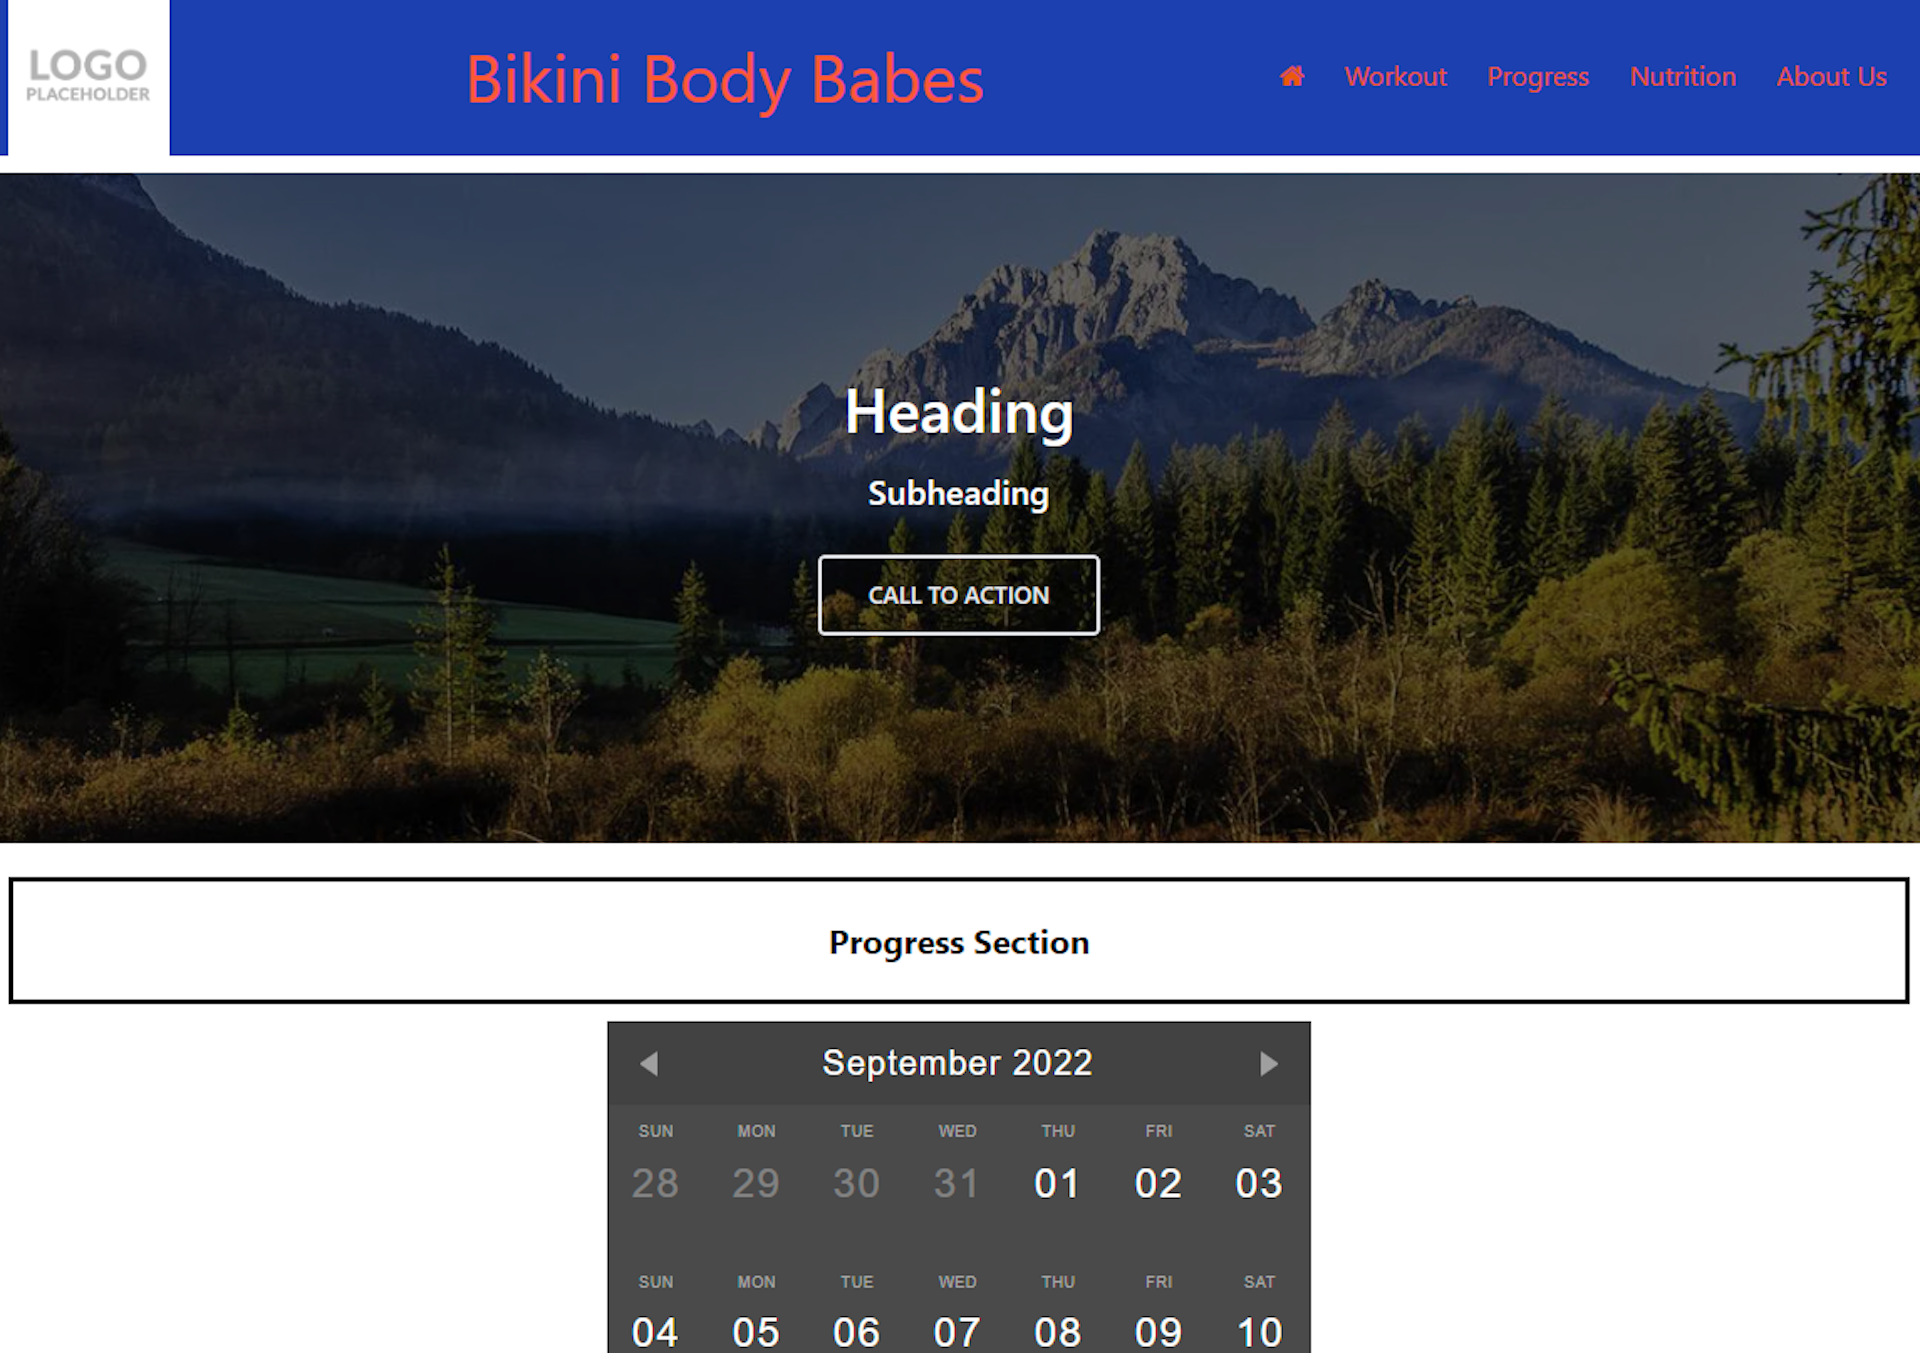 LOGO
PLACEHOLDER
Bikini Body Babes
Workout Progress Nutrition About Us
Heading
Subheading
CALL TO ACTION
Progress Section
September 2022
SUN MON TUE WED THU FRI SAT
28 29 30 31 01 02 03
SUN MON TUE WED THU FRI SAT
04 05 06 07 08 09 10